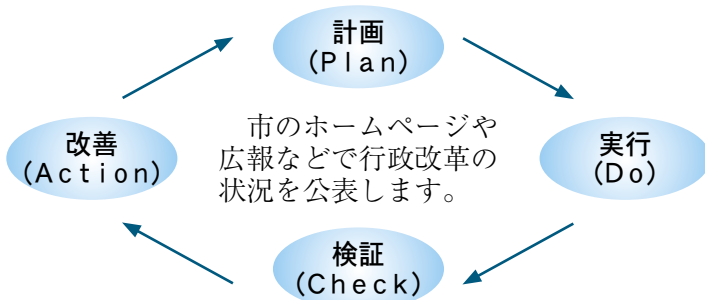 計画
(Plan)
市のホームページや
広報などで行政改革の
状況を公表します。
改善
(Action)
実行
(Do)
検証
(Check)